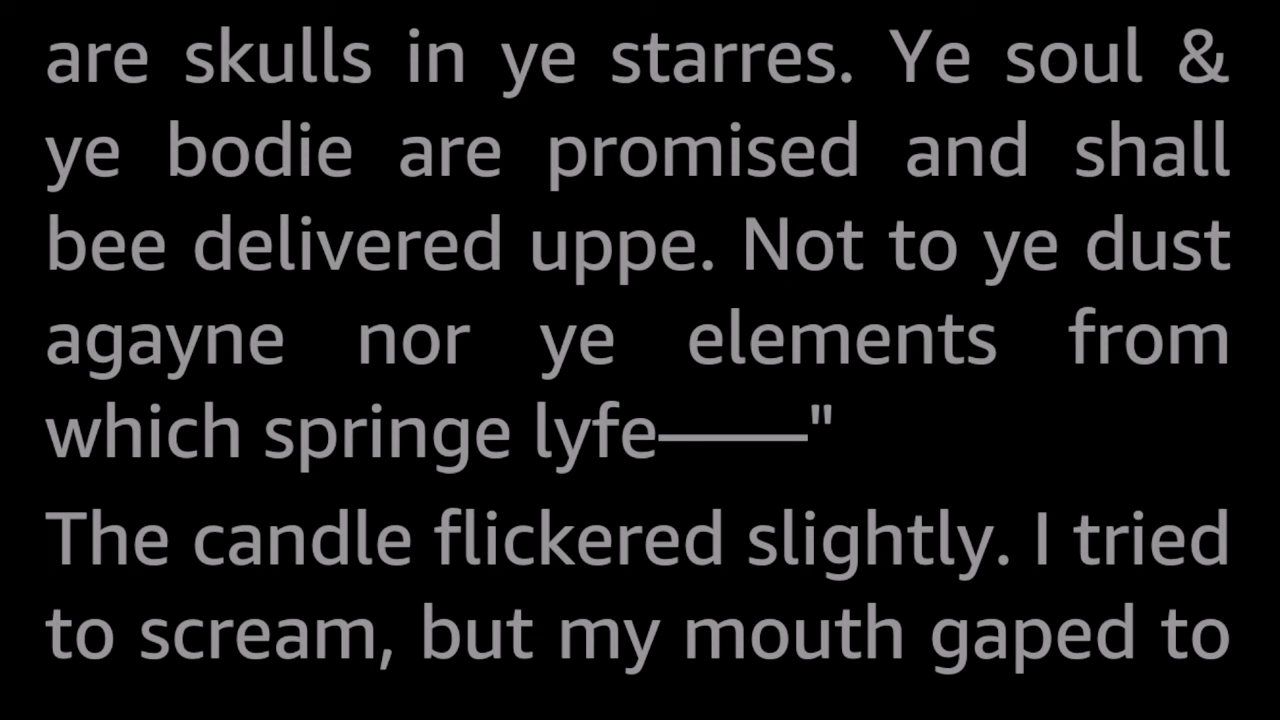 are skulls in ye starres. Ye soul &
ye bodie are promised and shall
bee delivered uppe. Not to ye dust
agayne nor ye elements from
which springe lyfe——"
The candle flickered slightly. I tried
to scream, but my mouth gaped to